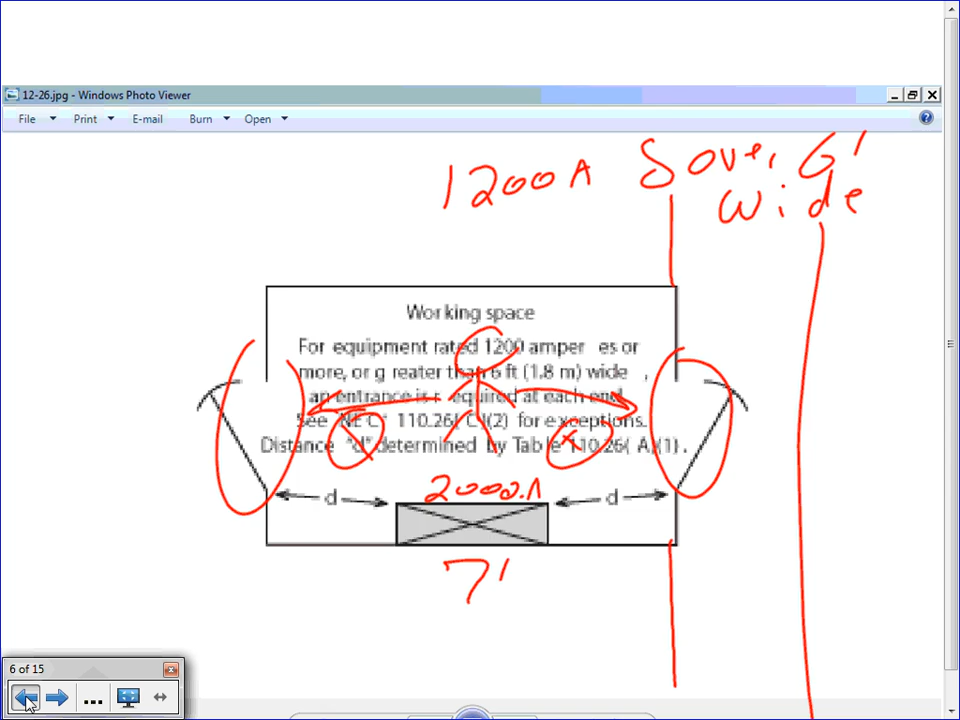 12-26.jpg - Windows Photo Viewer
File Print E-mail Burn Open
1200A & over 6'
wide
Working space
For equipment rated 1200 amper es or
more, or g reater than 6 ft (1.8 m) wide ,
an entrance is r equired at each end.
See NEC 110.26( C )(2) for exceptions.
Distance "d" determined by Tab le 110.26( A)(1) .
d d
2000.A
7'
6 of 15
...